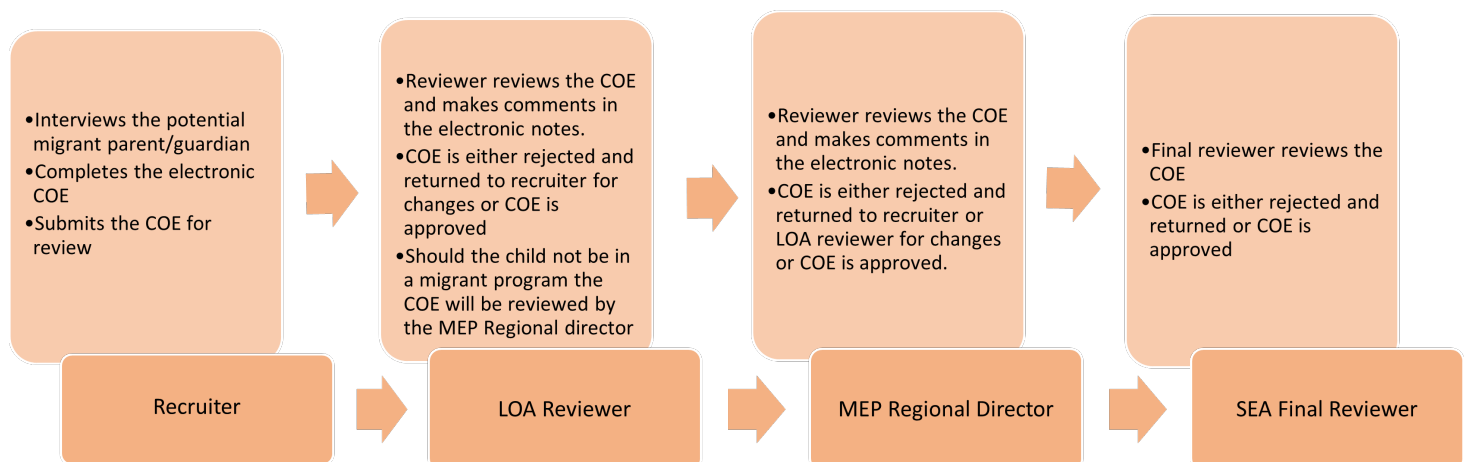 •Interviews the potential
migrant parent/guardian
•Completes the electronic
COE
•Submits the COE for
review
Recruiter
•Reviewer reviews the COE
and makes comments in
the electronic notes.
•COE is either rejected and
returned to recruiter for
changes or COE is
approved
•Should the child not be in
a migrant program the
COE will be reviewed by
the MEP Regional director
LOA Reviewer
•Reviewer reviews the COE
and makes comments in
the electronic notes.
•COE is either rejected and
returned to recruiter or
LOA reviewer for changes
or COE is approved.
MEP Regional Director
•Final reviewer reviews the
COE
•COE is either rejected and
returned or COE is
approved
SEA Final Reviewer